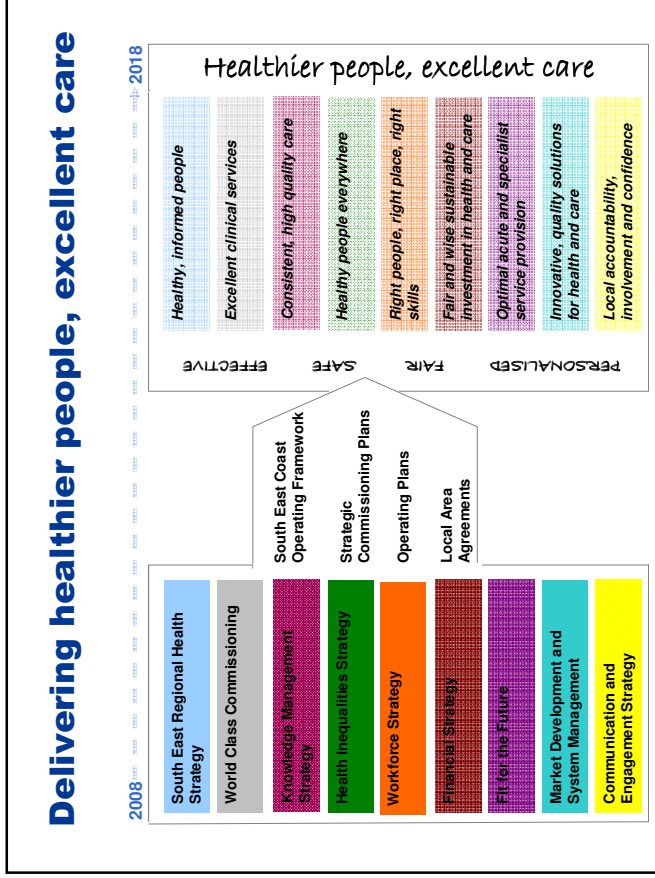 Delivering healthier people, excellent care
2008
2018
South East Regional Health
Strategy
World Class Commissioning
Knowledge Management
Strategy
Health Inequalities Strategy
Workforce Strategy
Financial Strategy
Fit for the Future
Market Development and
System Management
Communication and
Engagement Strategy
South East Coast
Operating Framework
Strategic
Commissioning Plans
Operating Plans
Local Area
Agreements
EFFECTIVE
SAFE
FAIR
PERSONALISED
Healthier people, excellent care
Healthy, informed people
Excellent clinical services
Consistent, high quality care
Healthy people everywhere
Right people, right place, right
skills
Fair and wise sustainable
investment in health and care
Optimal acute and specialist
service provision
Innovative, quality solutions
for health and care
Local accountability,
involvement and confidence